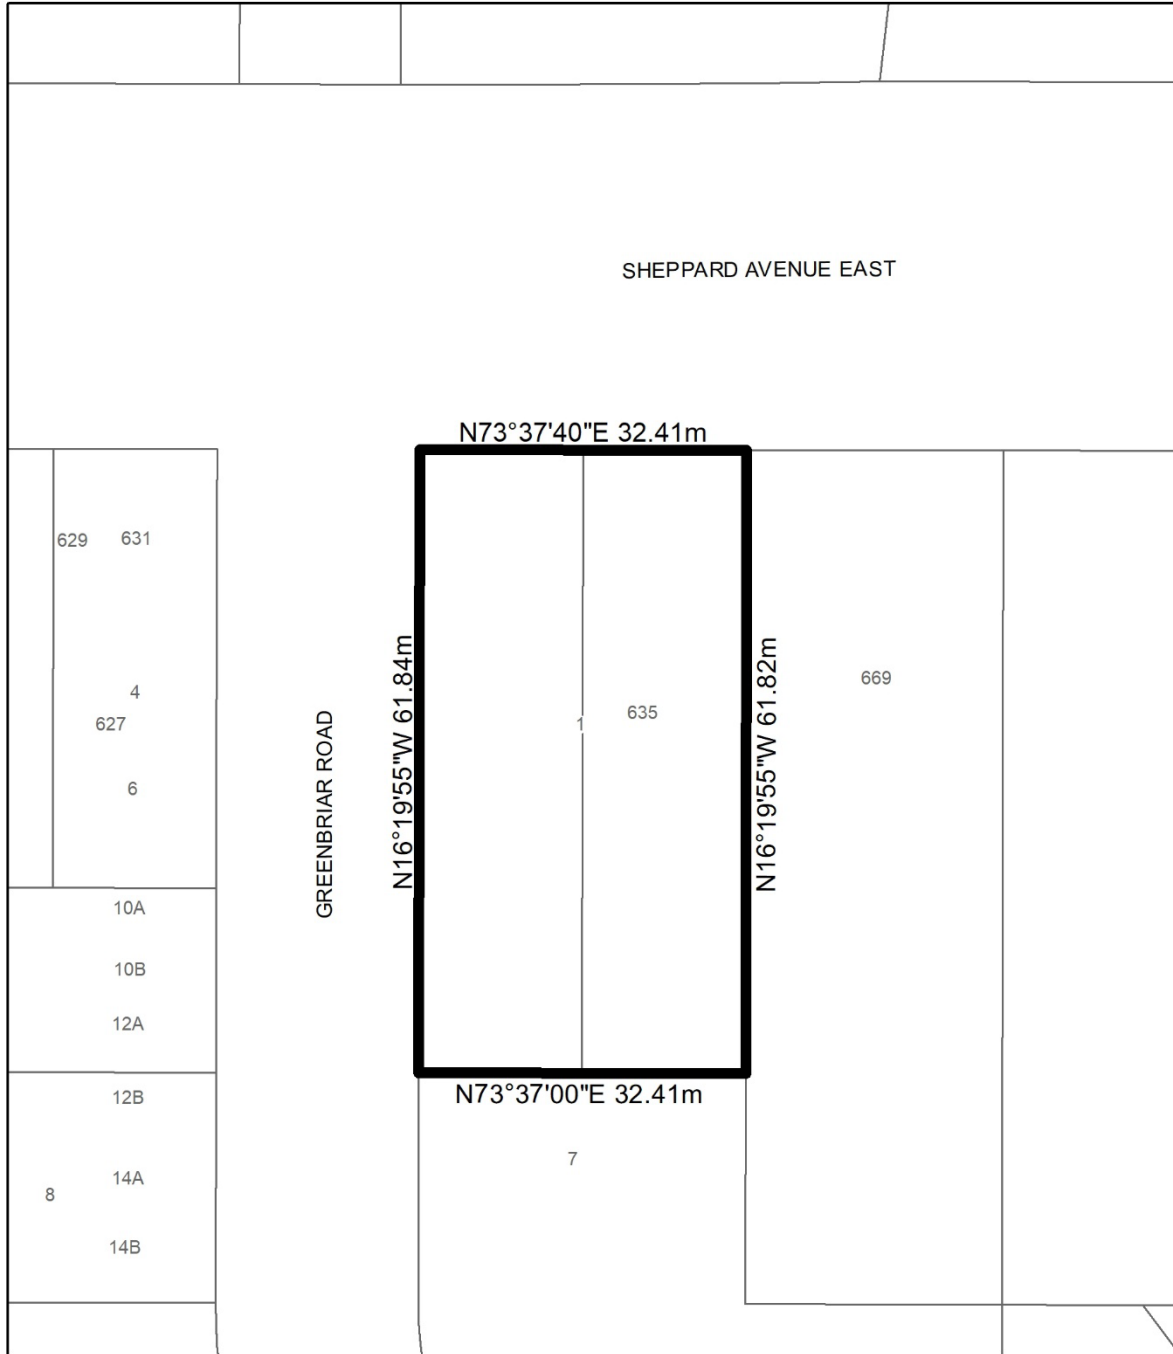 SHEPPARD AVENUE EAST
N73°37'40"E 32.41m
629
631
N16°19'55"W 61.84m
N16°19'55"W 61.82m
669
4
627
1
635
6
GREENBRIAR ROAD
10A
10B
12A
N73°37'00"E 32.41m
12B
7
14A
8
14B